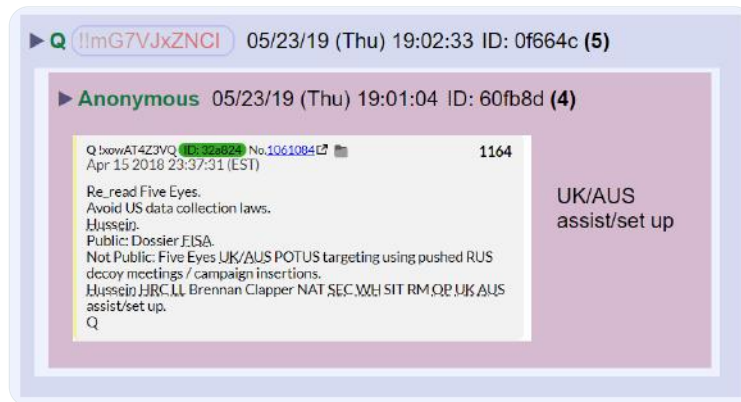 Q !!mG7VJxZNCI 05/23/19 (Thu) 19:02:33 ID: 0f664c (5)
Anonymous 05/23/19 (Thu) 19:01:04 ID: 60fb8d (4)
Q !xowAT4Z3VQ ID: 32a824 No.1061084 1164
Apr 15 2018 23:37:31 (EST)
Re_read Five Eyes.
Avoid US data collection laws.
Hussein.
Public: Dossier FISA.
Not Public: Five Eyes UK/AUS POTUS targeting using pushed RUS
decoy meetings / campaign insertions.
Hussein HRC LL Brennan Clapper NAT SEC WH SIT RM OP UK AUS
assist/set up.
Q
UK/AUS
assist/set up